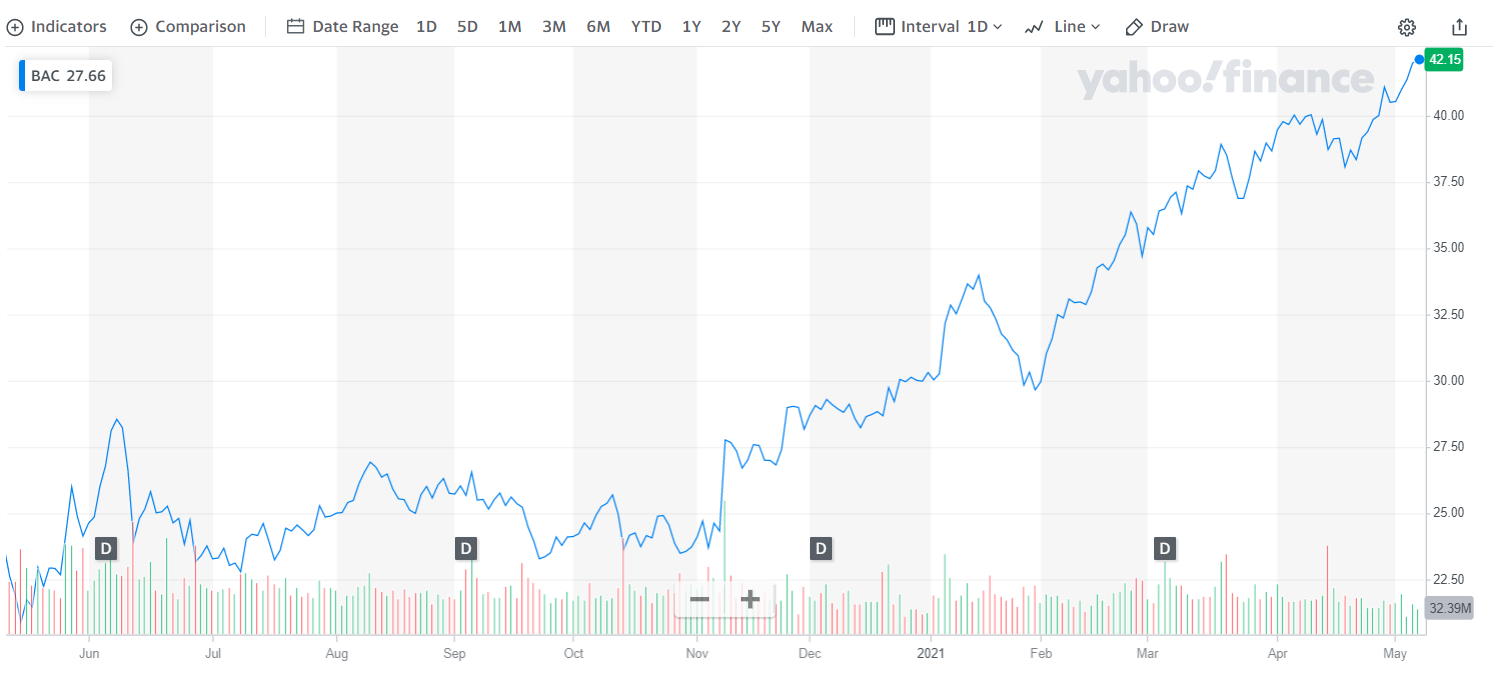 Indicators Comparison Date Range 1D 5D 1M 3M 6M YTD 1Y 2Y 5Y Max Interval 1D Line Draw
BAC 27.66
yahoo!finance
42.15
40.00
37.50
35.00
32.50
30.00
27.50
25.00
D D D D
22.50
32.39M
Jun Jul Aug Sep Oct Nov Dec 2021 Feb Mar Apr May